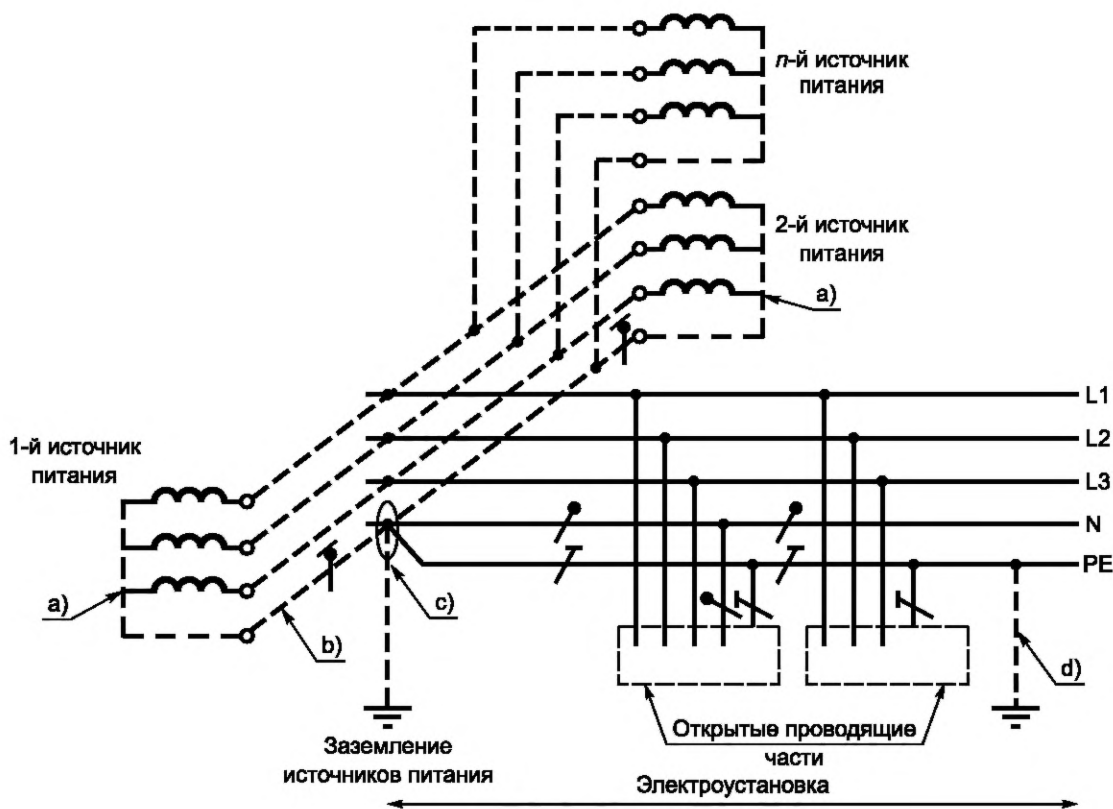 n-й источник
питания
2-й источник
питания
a)
L1
1-й источник
питания
L2
L3
N
PE
a)
b)
c)
d)
Заземление
источников питания
Открытые проводящие
части
Электроустановка